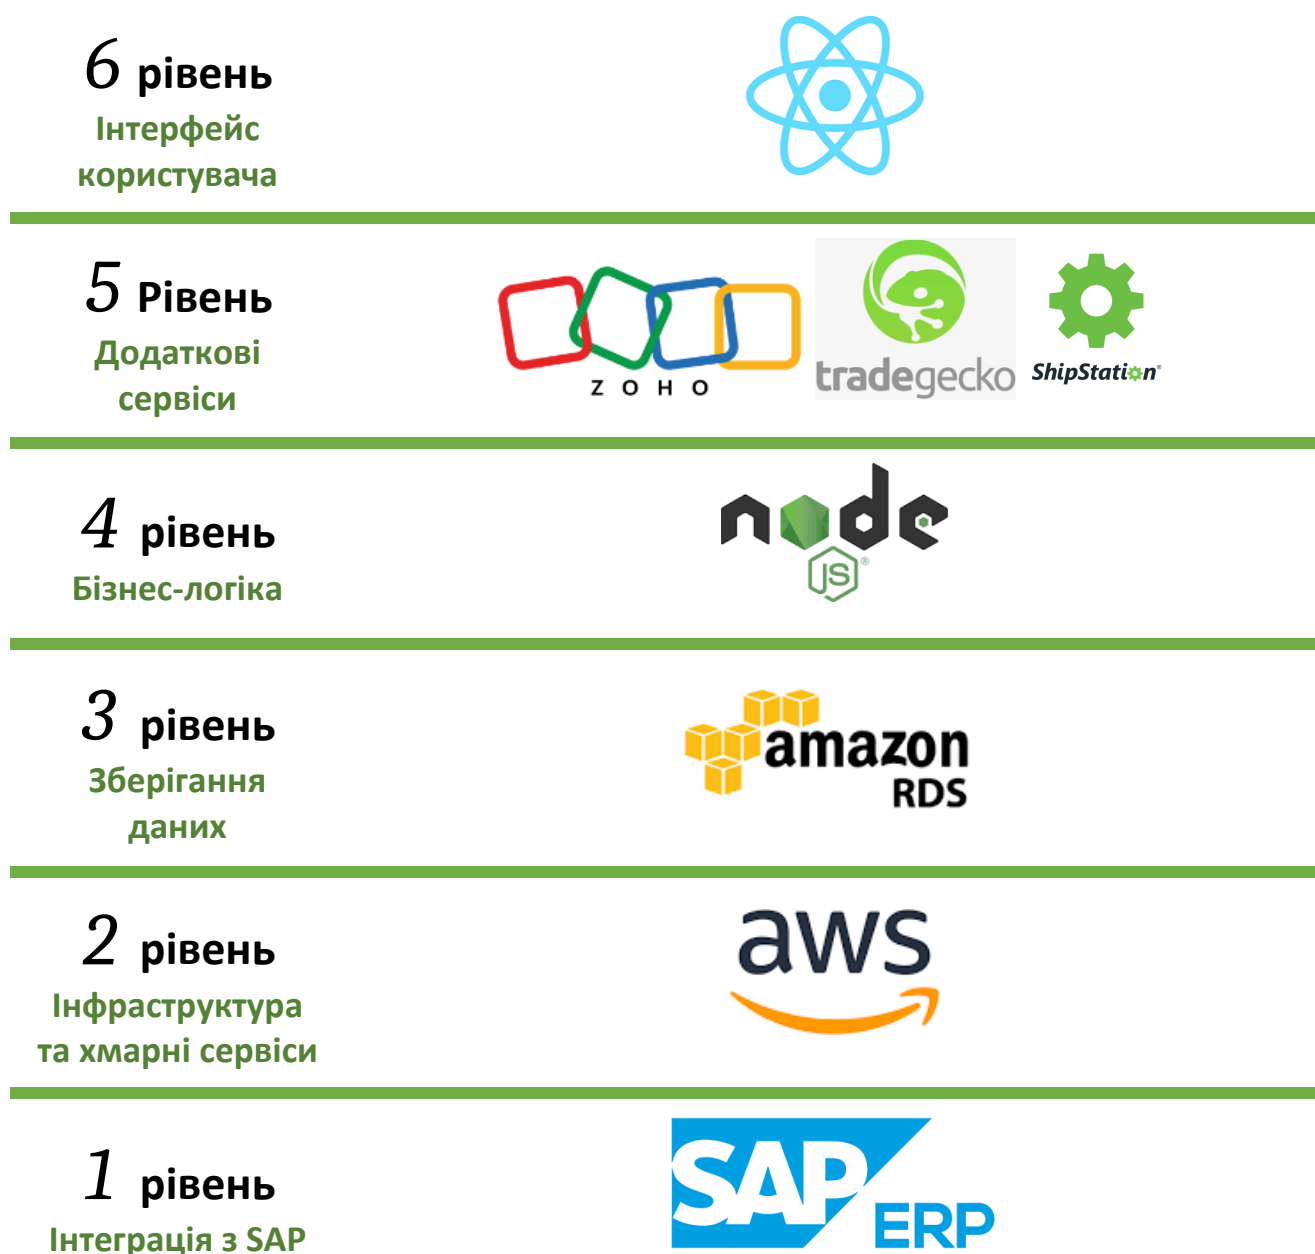 6 рівень
Інтерфейс
користувача
5 Рівень
Додаткові
сервіси
ZOHO
tradegecko
ShipStation®
4 рівень
Бізнес-логіка
node
JS®
3 рівень
Зберігання
даних
amazon
RDS
2 рівень
Інфраструктура
та хмарні сервіси
aws
1 рівень
Інтеграція з SAP
SAP
ERP